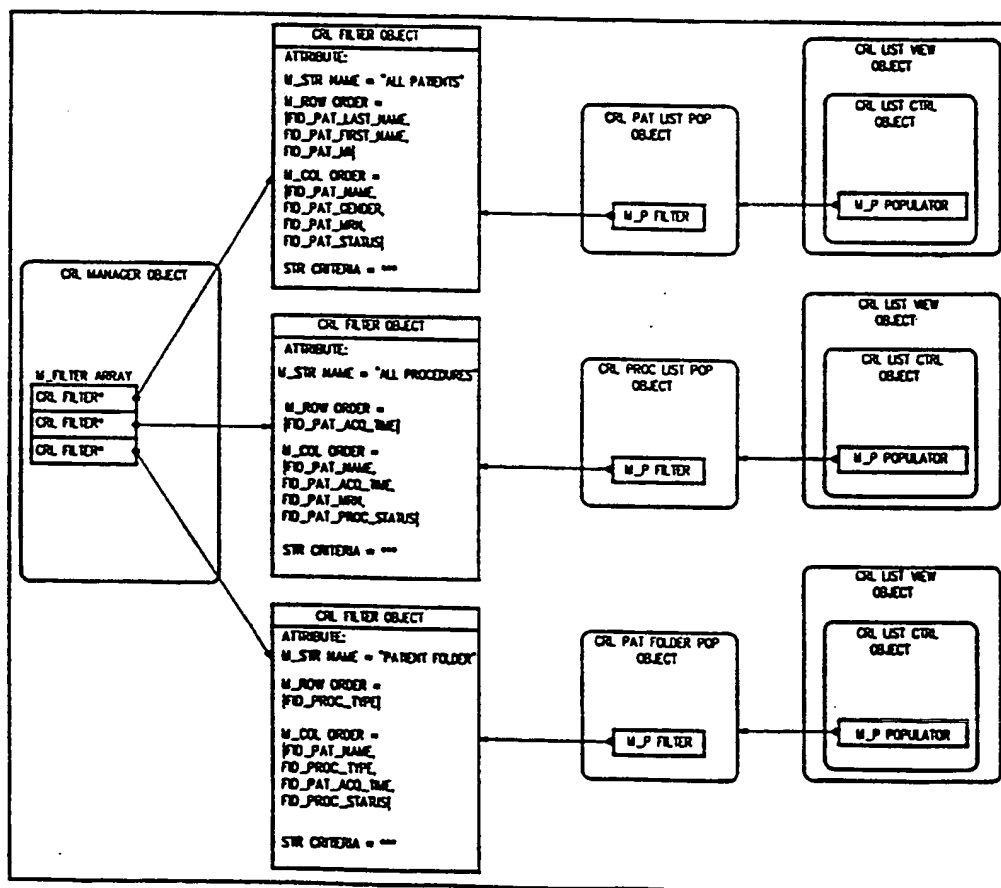 CRL MANAGER OBJECT
M_FILTER ARRAY
CRL FILTER*
CRL FILTER*
CRL FILTER*
CRL FILTER OBJECT
ATTRIBUTE:
M_STR NAME = "ALL PATIENTS"
M_ROW ORDER =
[FID_PAT_LAST_NAME,
FID_PAT_FIRST_NAME,
FID_PAT_MI]
M_COL ORDER =
[FID_PAT_NAME,
FID_PAT_GENDER,
FID_PAT_MRN,
FID_PAT_STATUS]
STR CRITERIA = ""
CRL PAT LIST POP
OBJECT
M_P FILTER
CRL LIST VIEW
OBJECT
CRL LIST CTRL
OBJECT
M_P POPULATOR
CRL FILTER OBJECT
ATTRIBUTE:
M_STR NAME = "ALL PROCEDURES"
M_ROW ORDER =
[FID_PAT_ACQ_TIME]
M_COL ORDER =
[FID_PAT_NAME,
FID_PAT_ACQ_TIME,
FID_PAT_MRN,
FID_PAT_PROC_STATUS]
STR CRITERIA = ""
CRL PROC LIST POP
OBJECT
M_P FILTER
CRL LIST VIEW
OBJECT
CRL LIST CTRL
OBJECT
M_P POPULATOR
CRL FILTER OBJECT
ATTRIBUTE:
M_STR NAME = "PATIENT FOLDER"
M_ROW ORDER =
[FID_PROC_TYPE]
M_COL ORDER =
[FID_PAT_NAME,
FID_PROC_TYPE,
FID_PAT_ACQ_TIME,
FID_PROC_STATUS]
STR CRITERIA = ""
CRL PAT FOLDER POP
OBJECT
M_P FILTER
CRL LIST VIEW
OBJECT
CRL LIST CTRL
OBJECT
M_P POPULATOR